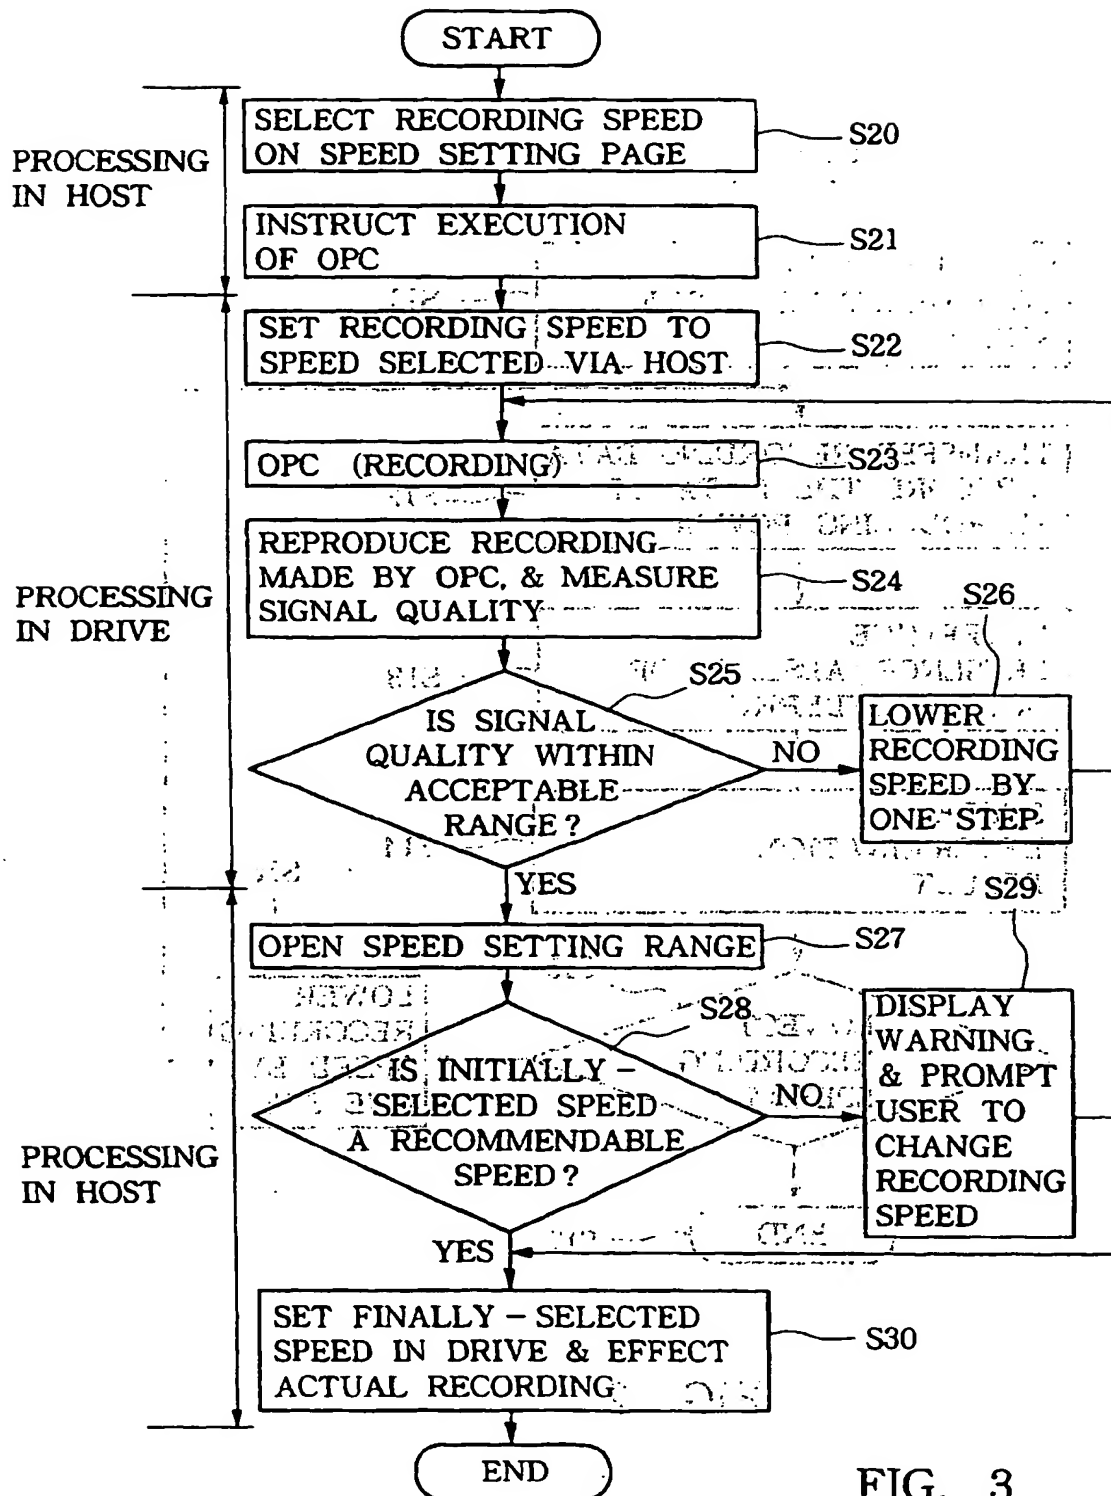 START
PROCESSING
IN HOST
SELECT RECORDING SPEED
ON SPEED SETTING PAGE
S20
INSTRUCT EXECUTION
OF OPC
S21
PROCESSING
IN DRIVE
SET RECORDING SPEED TO
SPEED SELECTED VIA HOST
S22
OPC (RECORDING)
S23
REPRODUCE RECORDING
MADE BY OPC, & MEASURE
SIGNAL QUALITY
S24
IS SIGNAL
QUALITY WITHIN
ACCEPTABLE
RANGE?
S25
NO
YES
S26
LOWER
RECORDING
SPEED BY
ONE STEP
PROCESSING
IN HOST
OPEN SPEED SETTING RANGE
S27
IS INITIALLY-
SELECTED SPEED
A RECOMMENDABLE
SPEED?
S28
NO
YES
S29
DISPLAY
WARNING
& PROMPT
USER TO
CHANGE
RECORDING
SPEED
SET FINALLY-SELECTED
SPEED IN DRIVE & EFFECT
ACTUAL RECORDING
S30
END
FIG. 3